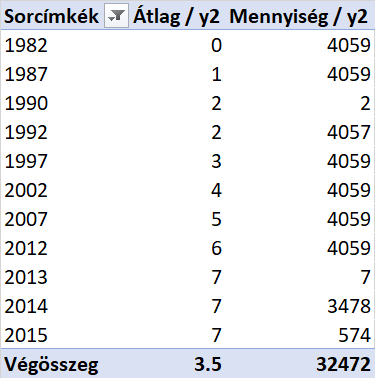 Sorcímkék Átlag / y2 Mennyiség / y2
1982 0 4059
1987 1 4059
1990 2 2
1992 2 4057
1997 3 4059
2002 4 4059
2007 5 4059
2012 6 4059
2013 7 7
2014 7 3478
2015 7 574
Végösszeg 3.5 32472